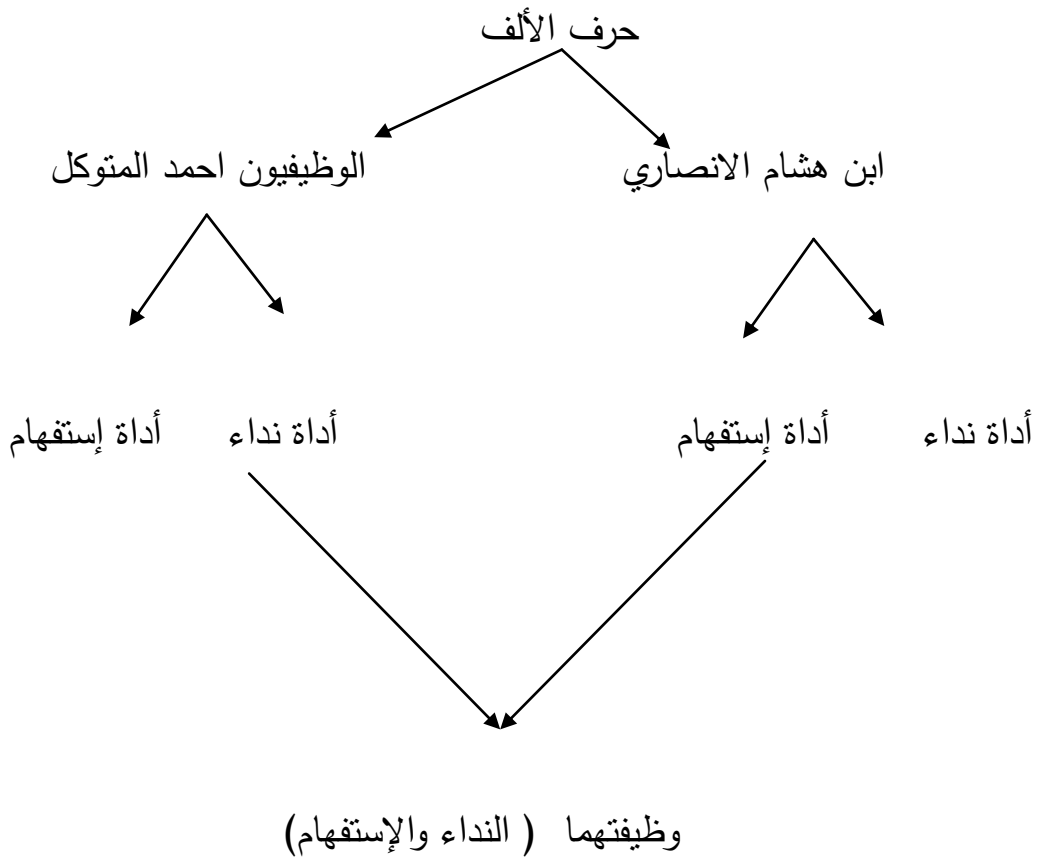 حرف الألف
ابن هشام الانصاري
الوظيفيون احمد المتوكل
أداة نداء
أداة إستفهام
أداة نداء
أداة إستفهام
وظيفتهما ( النداء والإستفهام)